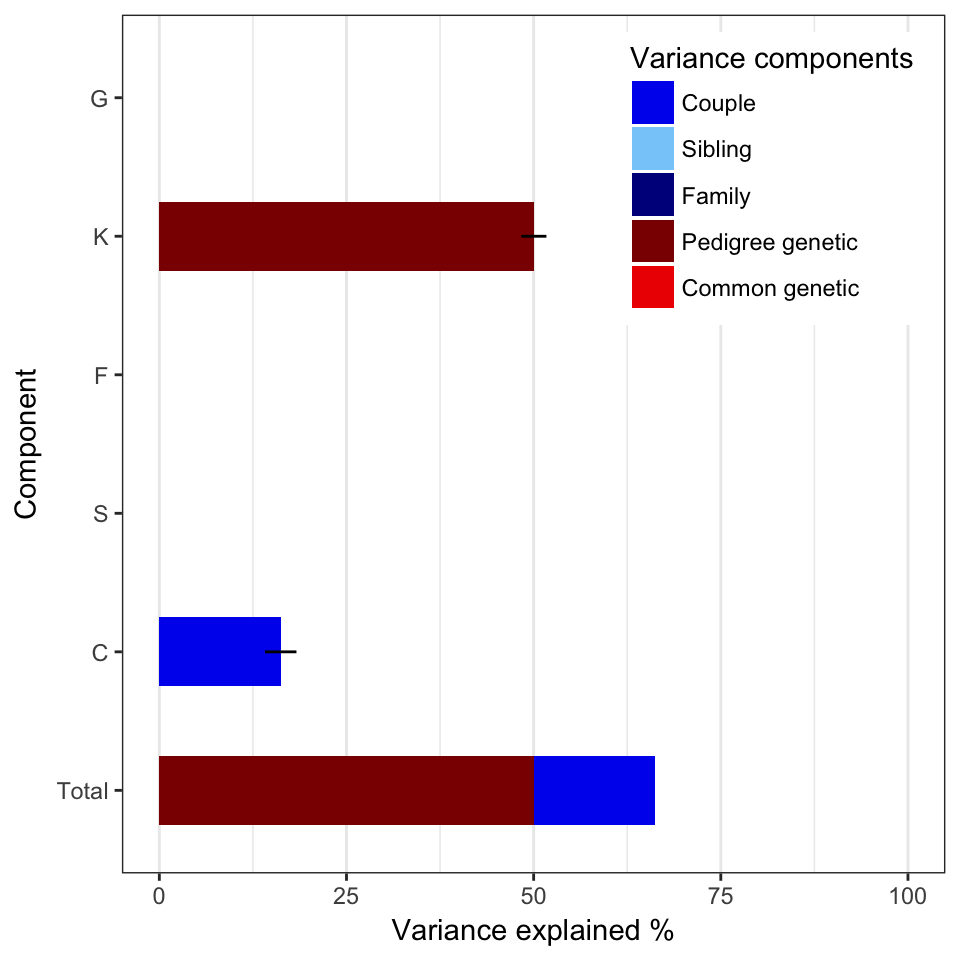 Variance components
Couple
Sibling
Family
Pedigree genetic
Common genetic
Component
G
K
F
S
C
Total
0 25 50 75 100
Variance explained %